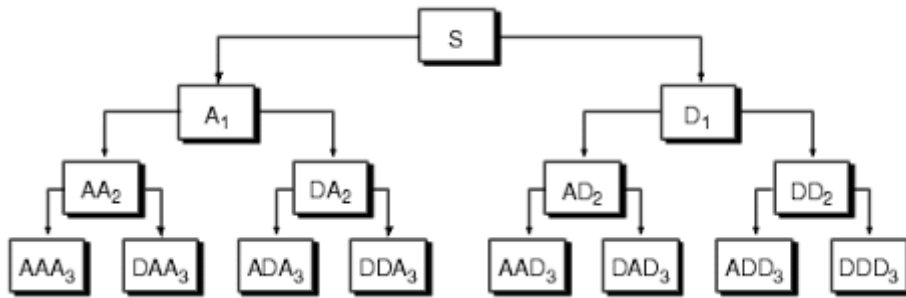 S
A₁ D₁
AA₂ DA₂ AD₂ DD₂
AAA₃ DAA₃ ADA₃ DDA₃ AAD₃ DAD₃ ADD₃ DDD₃